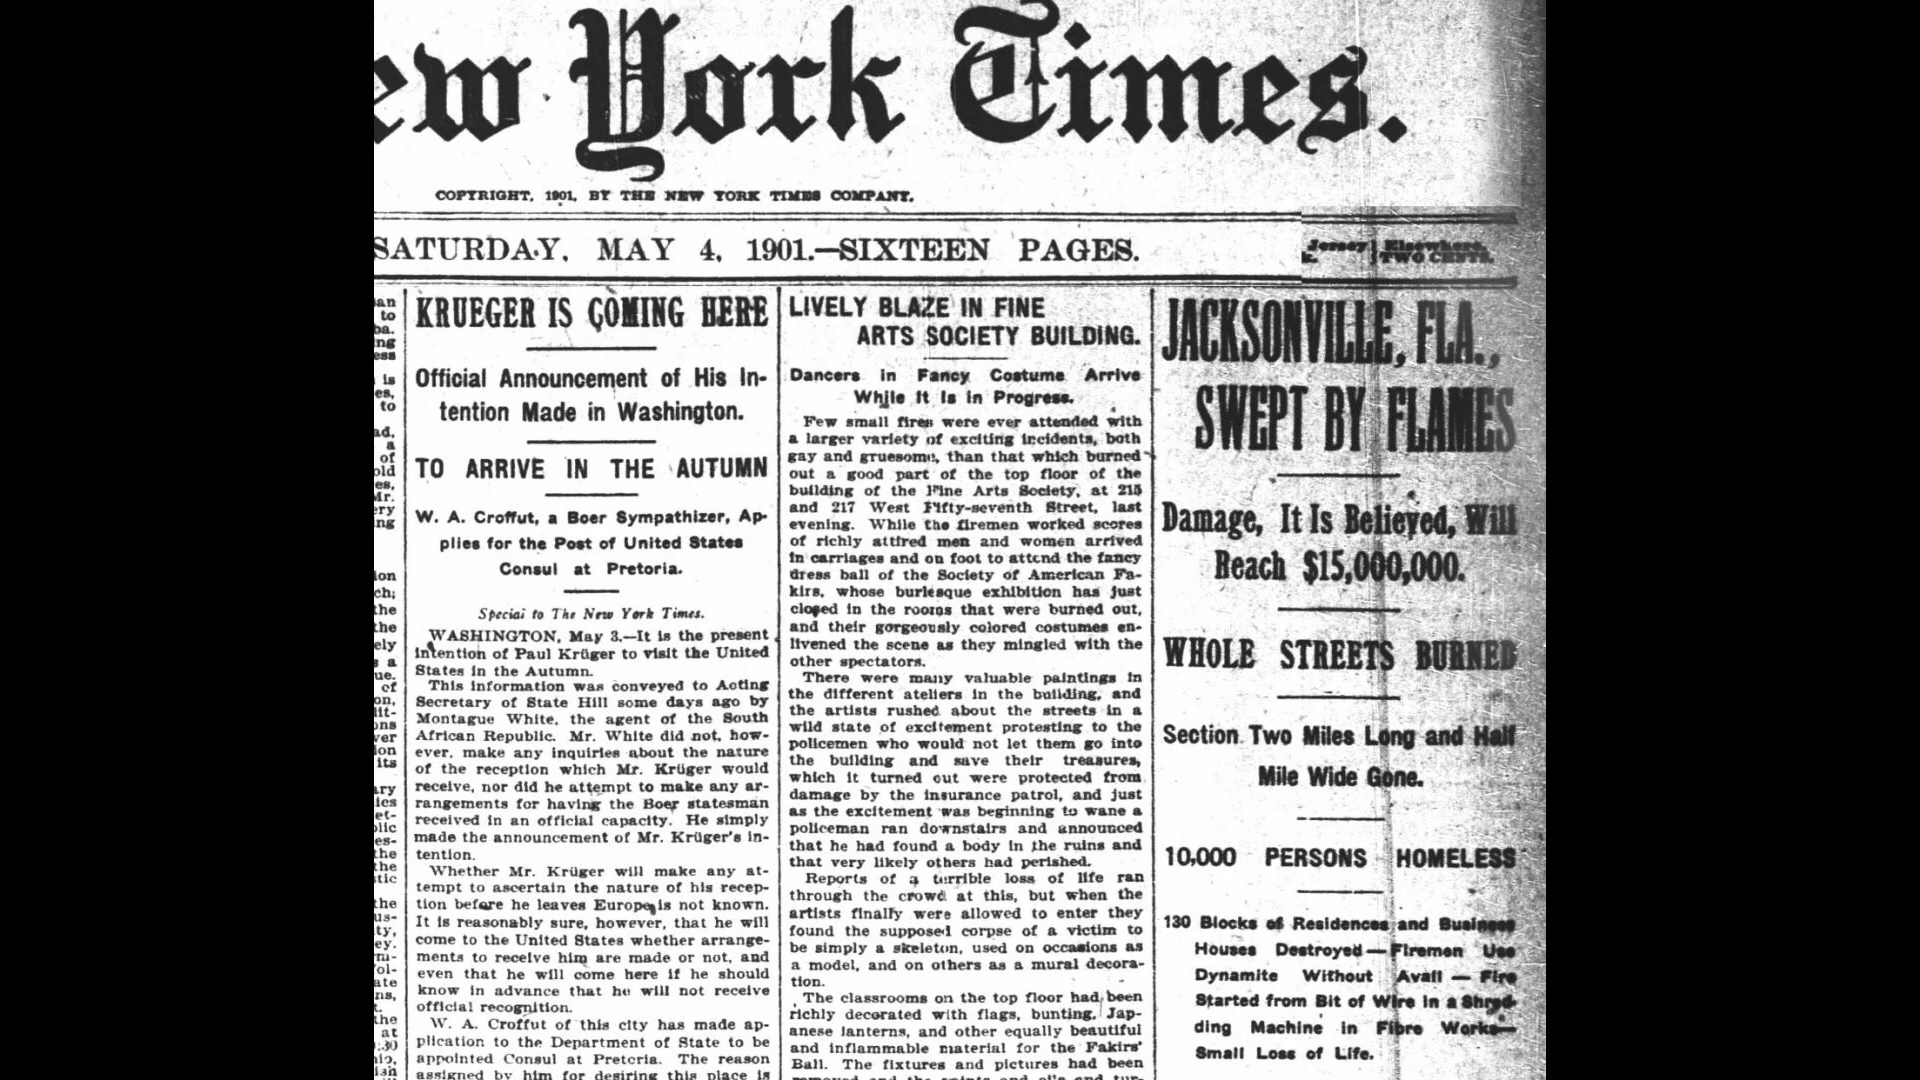 ew York Times.
COPYRIGHT, 1901, BY THE NEW YORK TIMES COMPANY.
SATURDAY, MAY 4, 1901.—SIXTEEN PAGES.
Jersey Elsewhere,
TWO CENTS.
KRUEGER IS COMING HERE
Official Announcement of His In-
tention Made in Washington.
TO ARRIVE IN THE AUTUMN
W. A. Croffut, a Boer Sympathizer, Ap-
plies for the Post of United States
Consul at Pretoria.
Special to The New York Times.
WASHINGTON, May 3.—It is the present
intention of Paul Krüger to visit the United
States in the Autumn.
This information was conveyed to Acting
Secretary of State Hill some days ago by
Montague White, the agent of the South
African Republic. Mr. White did not, how-
ever, make any inquiries about the nature
of the reception which Mr. Krüger would
receive, nor did he attempt to make any ar-
rangements for having the Boer statesman
received in an official capacity. He simply
made the announcement of Mr. Krüger's in-
tention.
Whether Mr. Krüger will make any at-
tempt to ascertain the nature of his recep-
tion before he leaves Europe is not known.
It is reasonably sure, however, that he will
come to the United States whether arrange-
ments to receive him are made or not, and
even that he will come here if he should
know in advance that he will not receive
official recognition.
W. A. Croffut of this city has made ap-
plication to the Department of State to be
appointed Consul at Pretoria. The reason
assigned by him for desiring this place is
LIVELY BLAZE IN FINE
ARTS SOCIETY BUILDING.
Dancers in Fancy Costume Arrive
While It Is in Progress.
Few small fires were ever attended with
a larger variety of exciting incidents, both
gay and gruesome, than that which burned
out a good part of the top floor of the
building of the Fine Arts Society, at 215
and 217 West Fifty-seventh Street, last
evening. While the firemen worked scores
of richly attired men and women arrived
in carriages and on foot to attend the fancy
dress ball of the Society of American Fa-
kirs, whose burlesque exhibition has just
closed in the rooms that were burned out,
and their gorgeously colored costumes en-
livened the scene as they mingled with the
other spectators.
There were many valuable paintings in
the different ateliers in the building, and
the artists rushed about the streets in a
wild state of excitement protesting to the
policemen who would not let them go into
the building and save their treasures,
which it turned out were protected from
damage by the insurance patrol, and just
as the excitement was beginning to wane a
policeman ran downstairs and announced
that he had found a body in the ruins and
that very likely others had perished.
Reports of a terrible loss of life ran
through the crowd at this, but when the
artists finally were allowed to enter they
found the supposed corpse of a victim to
be simply a skeleton, used on occasions as
a model, and on others as a mural decora-
tion.
The classrooms on the top floor had been
richly decorated with flags, bunting, Jap-
anese lanterns, and other equally beautiful
and inflammable material for the Fakirs'
Ball. The fixtures and pictures had been
JACKSONVILLE, FLA.,
SWEPT BY FLAMES
Damage, It Is Believed, Will
Reach $15,000,000.
WHOLE STREETS BURNED
Section Two Miles Long and Half
Mile Wide Gone.
10,000 PERSONS HOMELESS
130 Blocks of Residences and Business
Houses Destroyed—Firemen Use
Dynamite Without Avail — Fire
Started from Bit of Wire in a Shred-
ding Machine in Fibre Works—
Small Loss of Life.